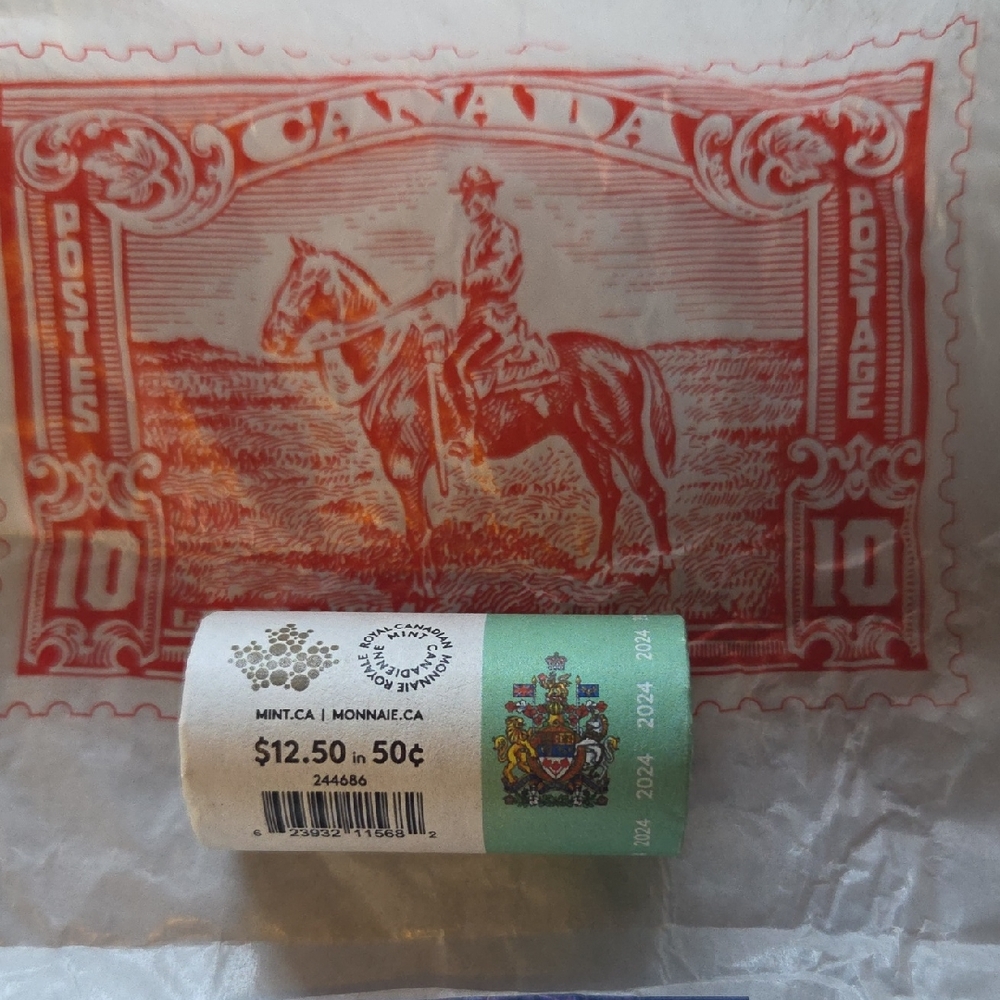 CANADA
POSTES
POSTAGE
10
10
ROYAL CANADIAN MINT
MONNAIE ROYALE CANADIENNE
MINT.CA | MONNAIE.CA
$12.50 in 50¢
244686
6 23932 11568 2
2024 2024 2024 2024